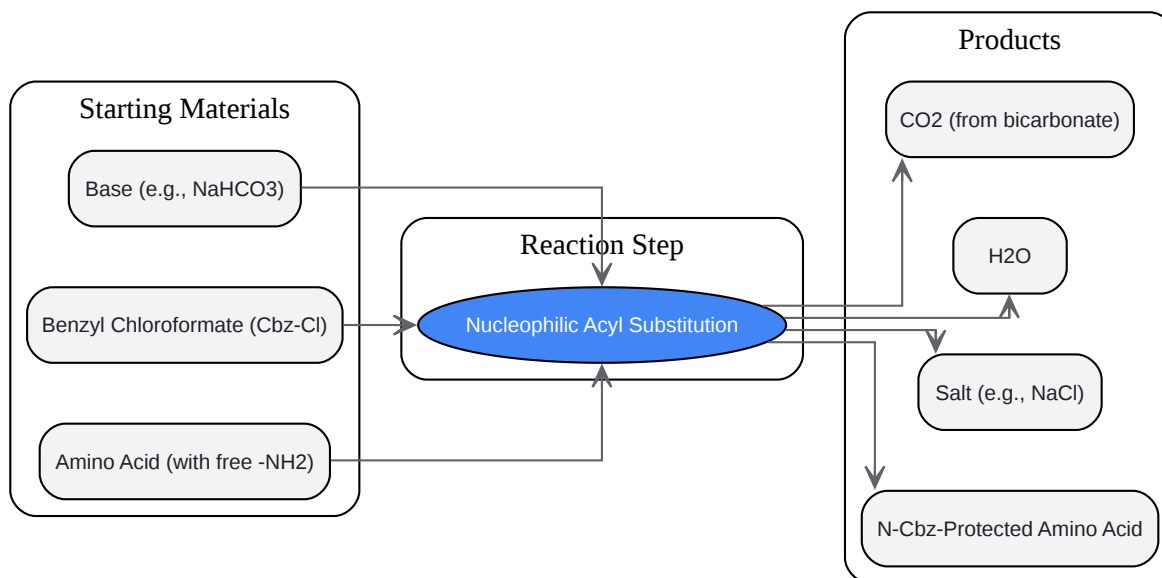 Starting Materials
Base (e.g., NaHCO3)
Benzyl Chloroformate (Cbz-Cl)
Amino Acid (with free -NH2)
Reaction Step
Nucleophilic Acyl Substitution
Products
CO2 (from bicarbonate)
H2O
Salt (e.g., NaCl)
N-Cbz-Protected Amino Acid